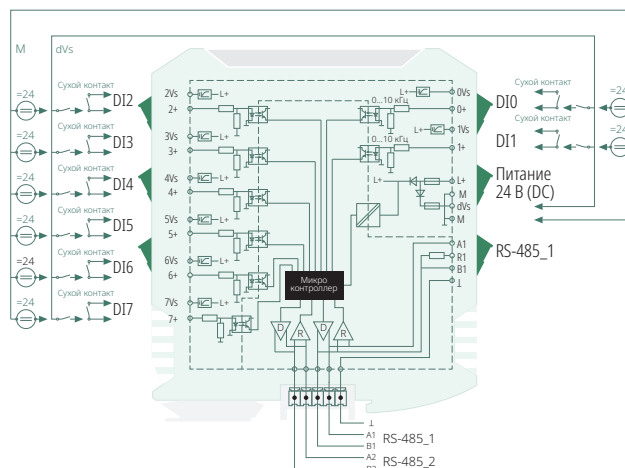 M
dVs
=24
Сухой контакт
DI2
=24
Сухой контакт
DI3
=24
Сухой контакт
DI4
=24
Сухой контакт
DI5
=24
Сухой контакт
DI6
=24
Сухой контакт
DI7
2Vs
L+
2+
3Vs
L+
3+
4Vs
L+
4+
5Vs
L+
5+
6Vs
L+
6+
7Vs
L+
7+
Микро
контроллер
D
R
D
R
0...10 кГц
L+
0Vs
0+
0...10 кГц
L+
1Vs
1+
L+
L+
M
dVs
M
A1
R1
B1
⊥
DI0
Сухой контакт
=24
DI1
Сухой контакт
=24
Питание
24 В (DC)
RS-485_1
⊥
A1
RS-485_1
B1
A2
RS-485_2